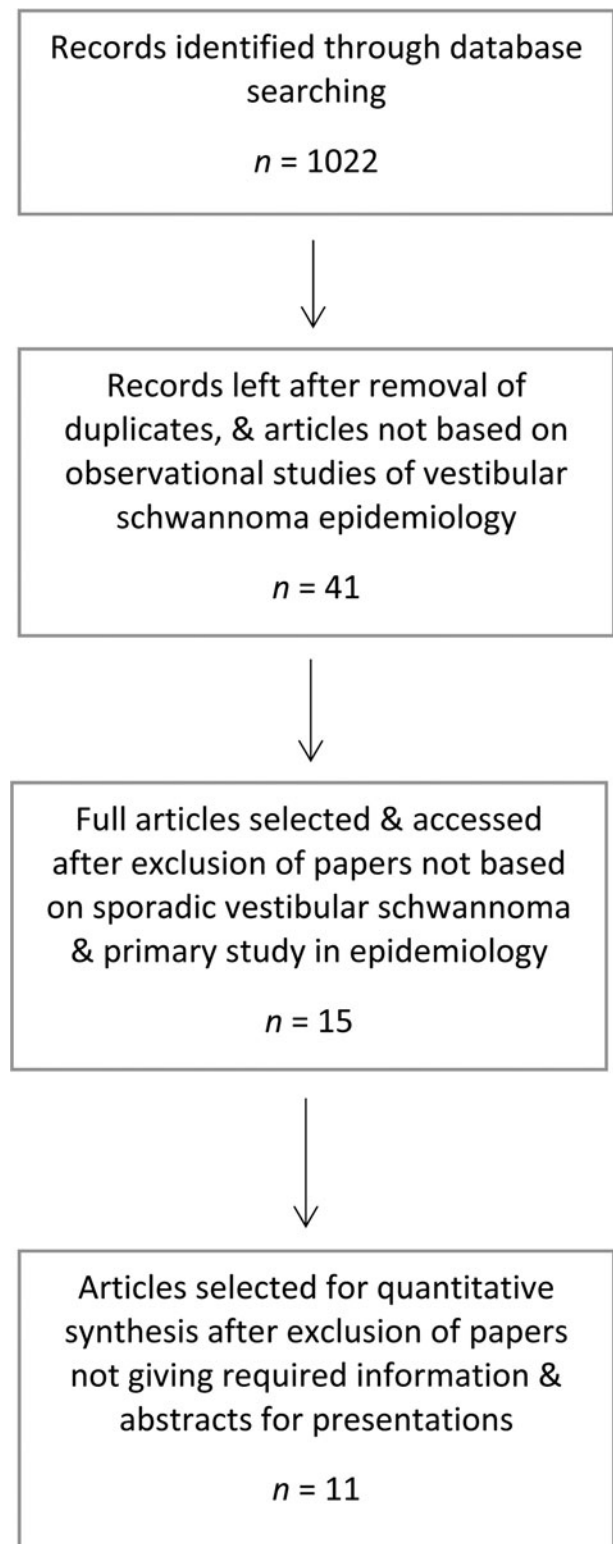 Records identified through database
searching
n = 1022
Records left after removal of
duplicates, & articles not based on
observational studies of vestibular
schwannoma epidemiology
n = 41
Full articles selected & accessed
after exclusion of papers not based
on sporadic vestibular schwannoma
& primary study in epidemiology
n = 15
Articles selected for quantitative
synthesis after exclusion of papers
not giving required information &
abstracts for presentations
n = 11